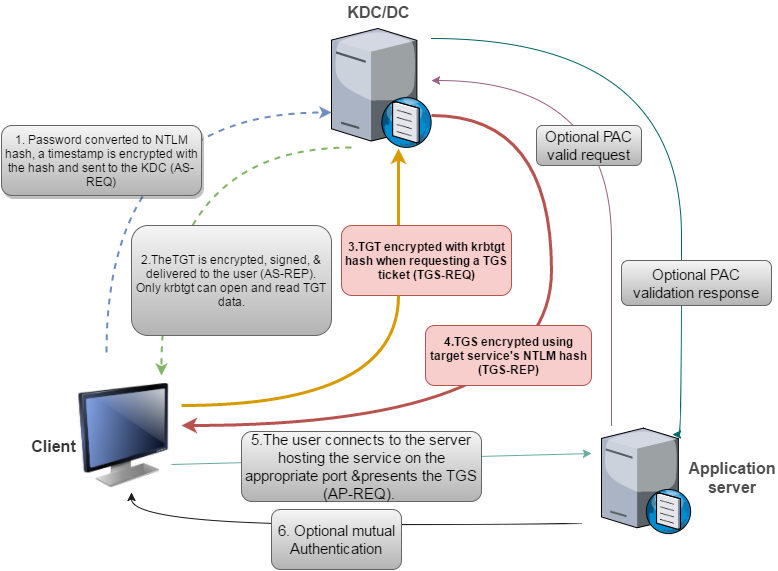 KDC/DC
1. Password converted to NTLM
hash, a timestamp is encrypted with
the hash and sent to the KDC (AS-
REQ)
Optional PAC
valid request
2.TheTGT is encrypted, signed, &
delivered to the user (AS-REP).
Only krbtgt can open and read TGT
data.
3.TGT encrypted with krbtgt
hash when requesting a TGS
ticket (TGS-REQ)
Optional PAC
validation response
4.TGS encrypted using
target service's NTLM hash
(TGS-REP)
Client
5.The user connects to the server
hosting the service on the
appropriate port &presents the TGS
(AP-REQ).
Application
server
6. Optional mutual
Authentication